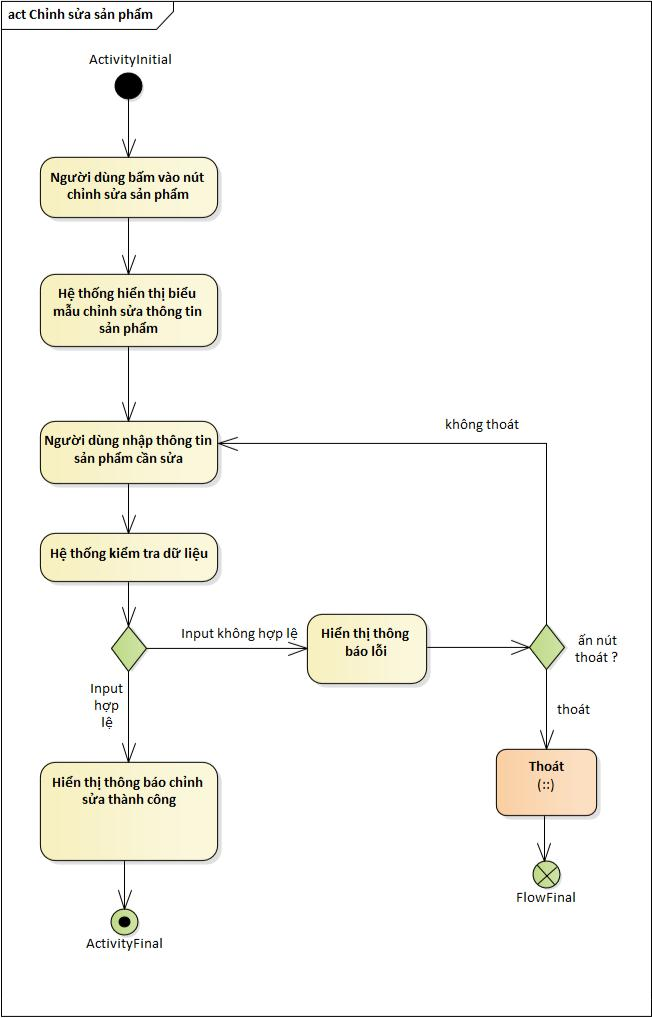 act Chỉnh sửa sản phẩm
ActivityInitial
Người dùng bấm vào nút
chỉnh sửa sản phẩm
Hệ thống hiển thị biểu
mẫu chỉnh sửa thông tin
sản phẩm
không thoát
Người dùng nhập thông tin
sản phẩm cần sửa
Hệ thống kiểm tra dữ liệu
Input không hợp lệ
Hiển thị thông
báo lỗi
ấn nút
thoát ?
Input
hợp
lệ
thoát
Hiển thị thông báo chỉnh
sửa thành công
Thoát
(::)
FlowFinal
ActivityFinal